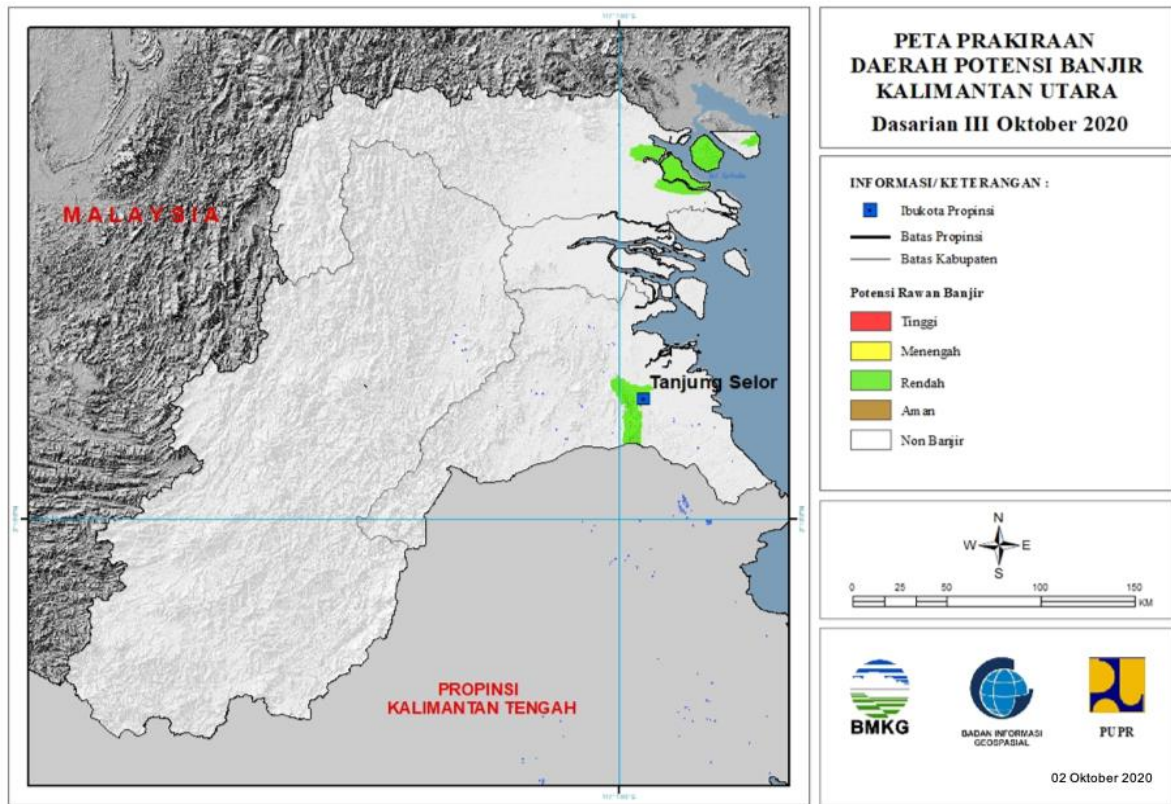 PETA PRAKIRAAN
DAERAH POTENSI BANJIR
KALIMANTAN UTARA
Dasarian III Oktober 2020
INFORMASI/ KETERANGAN :
Ibukota Propinsi
Batas Propinsi
Batas Kabupaten
Potensi Rawan Banjir
Tinggi
Menengah
Rendah
Aman
Non Banjir
N
W E
S
0 25 50 100 150
KM
BMKG
BADAN INFORMASI
GEOSPASIAL
PUPR
02 Oktober 2020
MALAYSIA
Tanjung Selor
PROPINSI
KALIMANTAN TENGAH